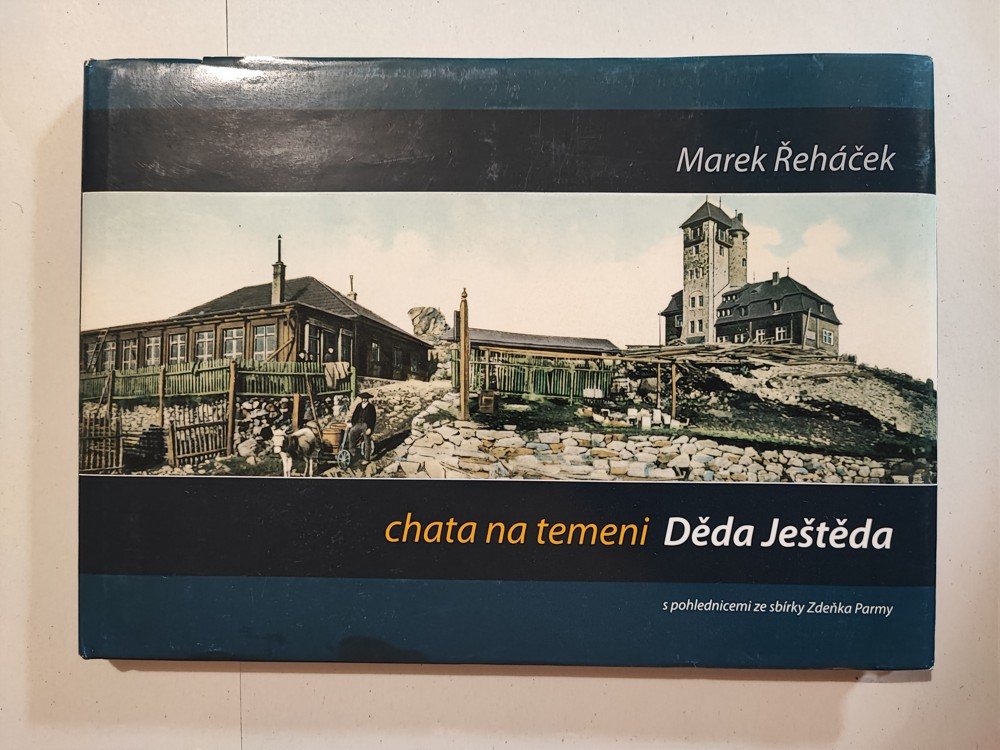 Marek Řeháček
chata na temeni Děda Ještěda
s pohlednicemi ze sbírky Zdeňka Parmy